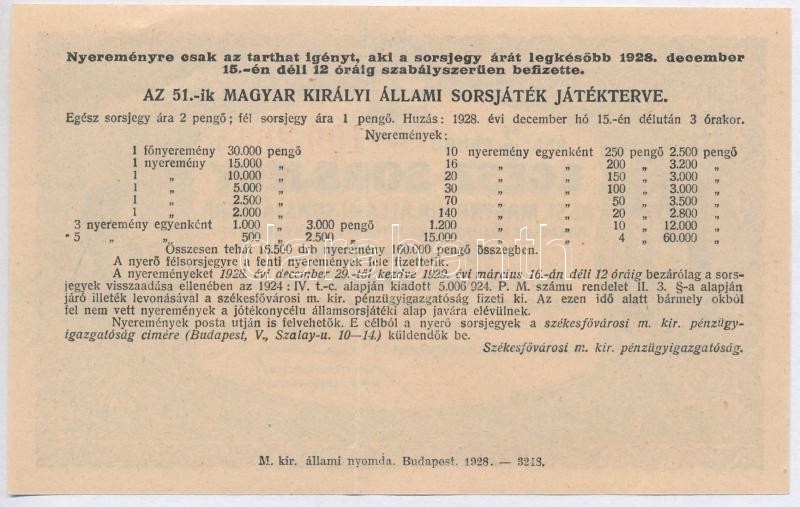 Nyereményre csak az tarthat igényt, aki a sorsjegy árát legkésőbb 1928. december
15.-én déli 12 óráig szabályszerüen befizette.
AZ 51.-ik MAGYAR KIRÁLYI ÁLLAMI SORSJÁTÉK JÁTÉKTERVE.
Egész sorsjegy ára 2 pengő; fél sorsjegy ára 1 pengő. Huzás: 1928. évi december hó 15.-én délután 3 órakor.
Nyeremények:
1 főnyeremény 30.000 pengő 10 nyeremény egyenként 250 pengő 2.500 pengő
1 nyeremény 15.000 „ 16 „ „ 200 „ 3.200 „
1 „ 10.000 „ 20 „ „ 150 „ 3.000 „
1 „ 5.000 „ 30 „ „ 100 „ 3.000 „
1 „ 2.500 „ 70 „ „ 50 „ 3.500 „
1 „ 2.000 „ 140 „ „ 20 „ 2.800 „
3 nyeremény egyenként 1.000 „ 3.000 pengő 1.200 „ „ 10 „ 12.000 „
5 „ „ 500 „ 2.500 „ 15.000 „ „ 4 „ 60.000 „
Összesen tehát 16.500 drb nyeremény 160.000 pengő összegben.
A nyerő félsorsjegyre a fenti nyeremények fele fizettetik.
A nyereményeket 1928. évi december 29.-től kezdve 1929. évi március 16.-án déli 12 óráig bezárólag a sors-
jegyek visszaadása ellenében az 1924 : IV. t.-c. alapján kiadott 5.006/924. P. M. számu rendelet II. 3. §-a alapján
járó illeték levonásával a székesfővárosi m. kir. pénzügyigazgatóság fizeti ki. Az ezen idő alatt bármely okból
fel nem vett nyeremények a jótékonycélu államsorsjátéki alap javára elévülnek.
Nyeremények posta utján is felvehetők. E célból a nyerő sorsjegyek a székesfővárosi m. kir. pénzügy-
igazgatóság cimére (Budapest, V., Szalay-u. 10—14.) küldendők be.
Székesfővárosi m. kir. pénzügyigazgatóság.
M. kir. állami nyomda. Budapest. 1928. — 3248.
darabanth